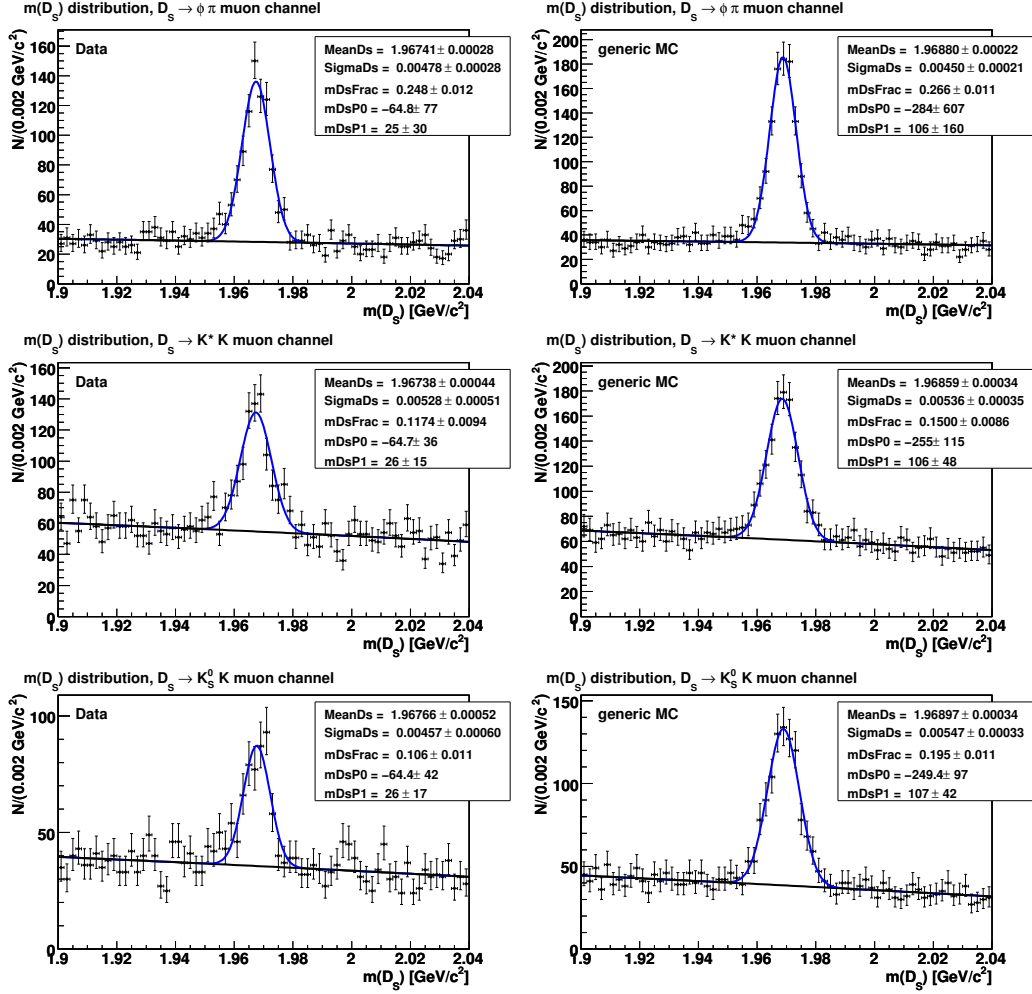 m(D_S) distribution, D_S → ϕ π muon channel
N/(0.002 GeV/c²)
Data
MeanDs = 1.96741 ± 0.00028
SigmaDs = 0.00478 ± 0.00028
mDsFrac = 0.248 ± 0.012
mDsP0 = −64.8± 77
mDsP1 = 25 ± 30
160
140
120
100
80
60
40
20
0
1.9 1.92 1.94 1.96 1.98 2 2.02 2.04
m(D_S) [GeV/c²]
m(D_S) distribution, D_S → ϕ π muon channel
N/(0.002 GeV/c²)
generic MC
MeanDs = 1.96880 ± 0.00022
SigmaDs = 0.00450 ± 0.00021
mDsFrac = 0.266 ± 0.011
mDsP0 = −284± 607
mDsP1 = 106 ± 160
200
180
160
140
120
100
80
60
40
20
0
1.9 1.92 1.94 1.96 1.98 2 2.02 2.04
m(D_S) [GeV/c²]
m(D_S) distribution, D_S → K* K muon channel
N/(0.002 GeV/c²)
Data
MeanDs = 1.96738 ± 0.00044
SigmaDs = 0.00528 ± 0.00051
mDsFrac = 0.1174 ± 0.0094
mDsP0 = −64.7± 36
mDsP1 = 26 ± 15
160
140
120
100
80
60
40
20
0
1.9 1.92 1.94 1.96 1.98 2 2.02 2.04
m(D_S) [GeV/c²]
m(D_S) distribution, D_S → K* K muon channel
N/(0.002 GeV/c²)
generic MC
MeanDs = 1.96859 ± 0.00034
SigmaDs = 0.00536 ± 0.00035
mDsFrac = 0.1500 ± 0.0086
mDsP0 = −255± 115
mDsP1 = 106 ± 48
200
180
160
140
120
100
80
60
40
20
0
1.9 1.92 1.94 1.96 1.98 2 2.02 2.04
m(D_S) [GeV/c²]
m(D_S) distribution, D_S → K_S^0 K muon channel
N/(0.002 GeV/c²)
Data
MeanDs = 1.96766 ± 0.00052
SigmaDs = 0.00457 ± 0.00060
mDsFrac = 0.106 ± 0.011
mDsP0 = −64.4± 42
mDsP1 = 26 ± 17
100
50
0
1.9 1.92 1.94 1.96 1.98 2 2.02 2.04
m(D_S) [GeV/c²]
m(D_S) distribution, D_S → K_S^0 K muon channel
N/(0.002 GeV/c²)
generic MC
MeanDs = 1.96897 ± 0.00034
SigmaDs = 0.00547 ± 0.00033
mDsFrac = 0.195 ± 0.011
mDsP0 = −249.4± 97
mDsP1 = 107 ± 42
150
100
50
0
1.9 1.92 1.94 1.96 1.98 2 2.02 2.04
m(D_S) [GeV/c²]